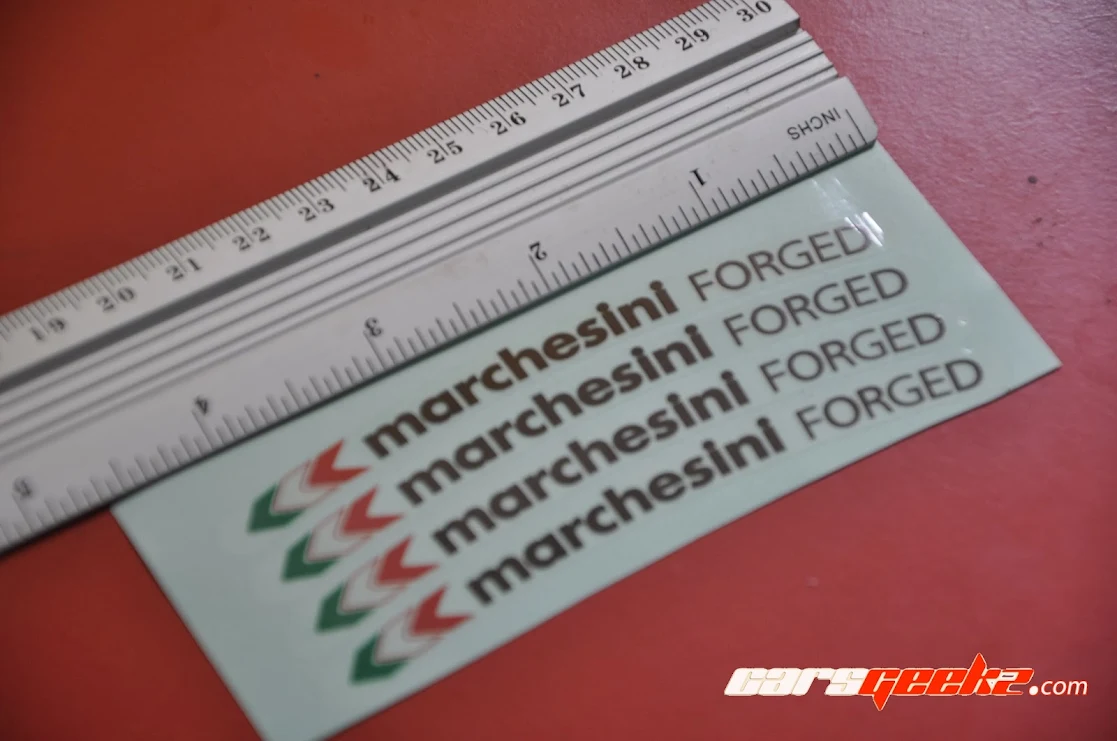 19 20 21 22 23 24 25 26 27 28 29 30
INCHS
1 2 3 4 5
marchesini FORGED
marchesini FORGED
marchesini FORGED
marchesini FORGED
carsgeekz.com